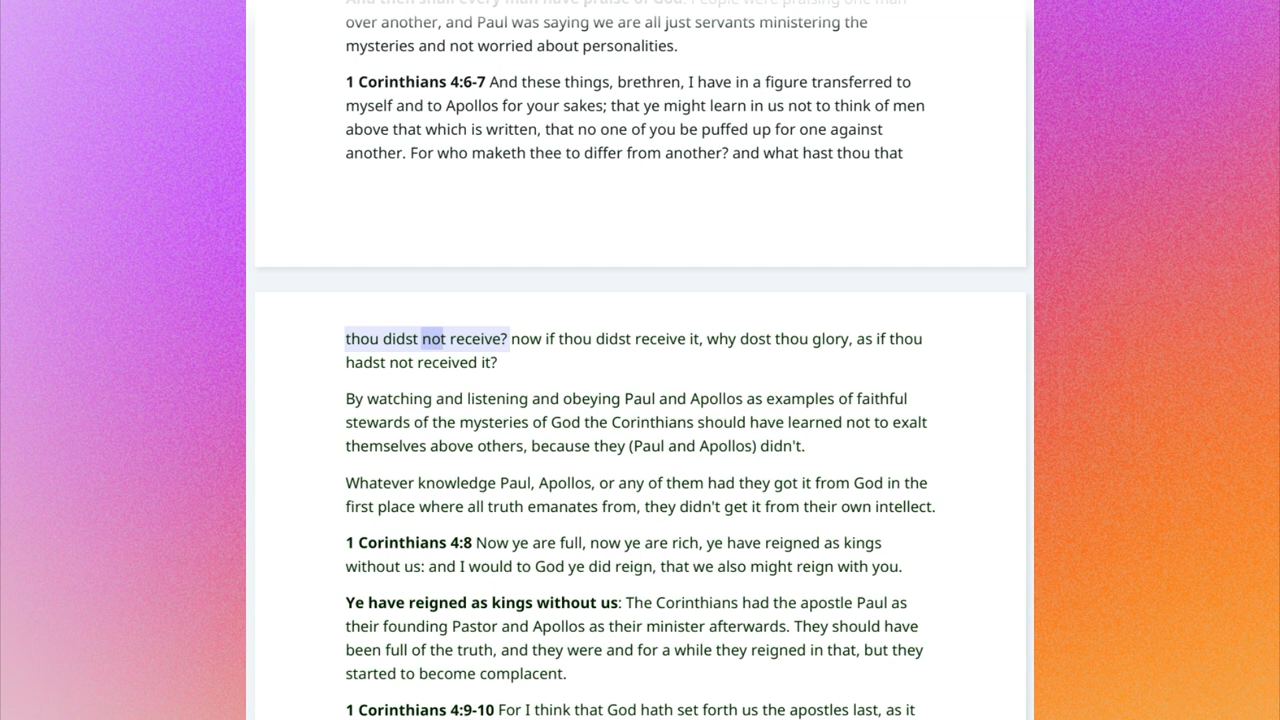 And then shall every man have praise of God: People were praising one man
over another, and Paul was saying we are all just servants ministering the
mysteries and not worried about personalities.
1 Corinthians 4:6-7 And these things, brethren, I have in a figure transferred to
myself and to Apollos for your sakes; that ye might learn in us not to think of men
above that which is written, that no one of you be puffed up for one against
another. For who maketh thee to differ from another? and what hast thou that
thou didst not receive? now if thou didst receive it, why dost thou glory, as if thou
hadst not received it?
By watching and listening and obeying Paul and Apollos as examples of faithful
stewards of the mysteries of God the Corinthians should have learned not to exalt
themselves above others, because they (Paul and Apollos) didn't.
Whatever knowledge Paul, Apollos, or any of them had they got it from God in the
first place where all truth emanates from, they didn't get it from their own intellect.
1 Corinthians 4:8 Now ye are full, now ye are rich, ye have reigned as kings
without us: and I would to God ye did reign, that we also might reign with you.
Ye have reigned as kings without us: The Corinthians had the apostle Paul as
their founding Pastor and Apollos as their minister afterwards. They should have
been full of the truth, and they were and for a while they reigned in that, but they
started to become complacent.
1 Corinthians 4:9-10 For I think that God hath set forth us the apostles last, as it